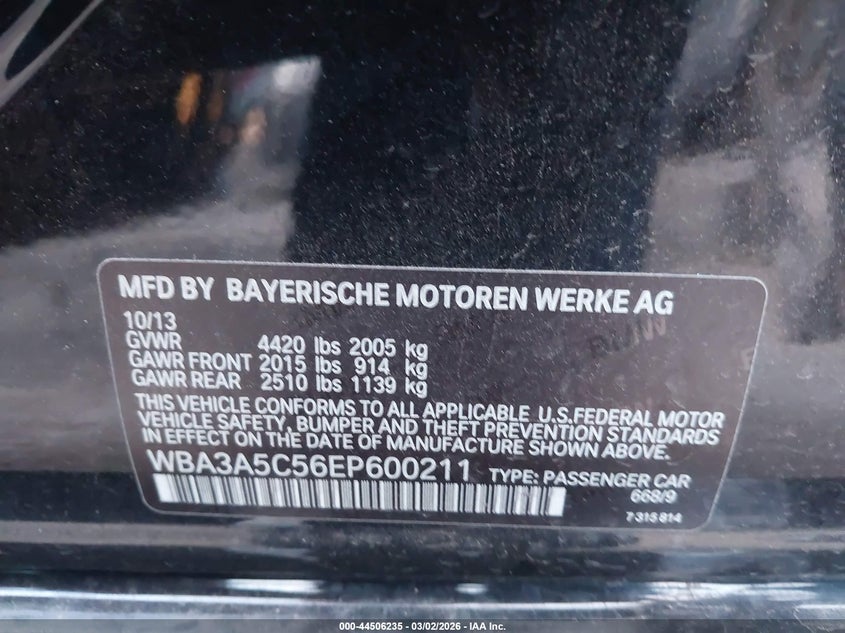 MFD BY BAYERISCHE MOTOREN WERKE AG
10/13
GVWR 4420 lbs 2005 kg
GAWR FRONT 2015 lbs 914 kg
GAWR REAR 2510 lbs 1139 kg
THIS VEHICLE CONFORMS TO ALL APPLICABLE U.S.FEDERAL MOTOR
VEHICLE SAFETY, BUMPER AND THEFT PREVENTION STANDARDS
IN EFFECT ON DATE OF MANUFACTURE SHOWN ABOVE.
WBA3A5C56EP600211 TYPE: PASSENGER CAR
668/9
7 315 814
000-44506235 - 03/02/2026 - IAA Inc.